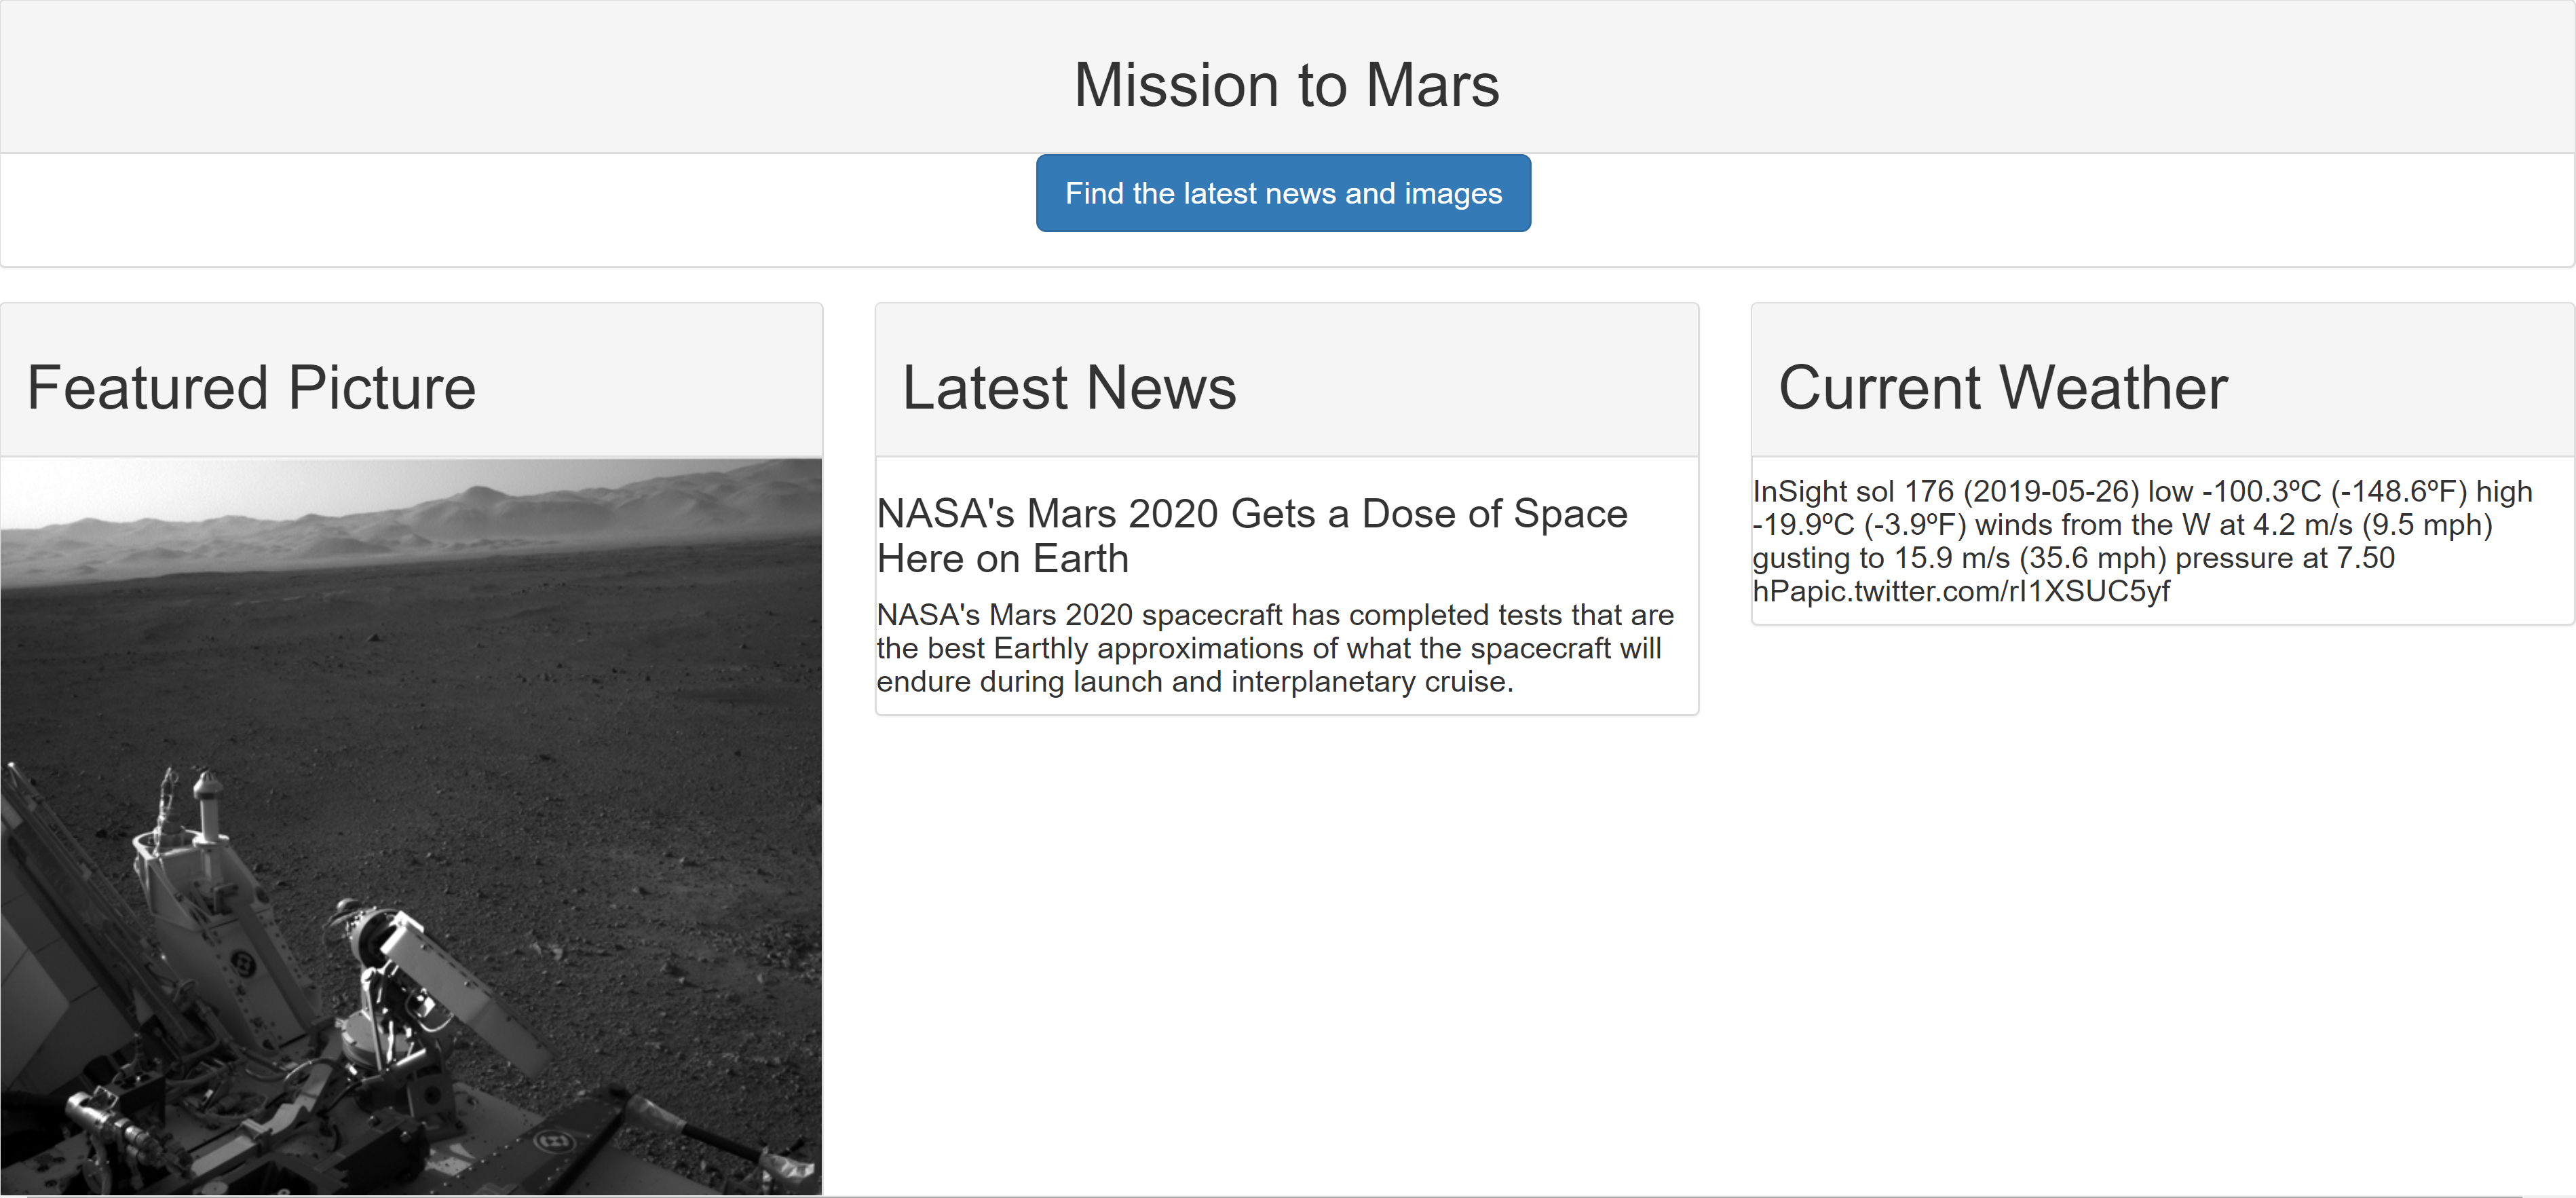 Mission to Mars
Find the latest news and images
Featured Picture
Latest News
NASA's Mars 2020 Gets a Dose of Space
Here on Earth
NASA's Mars 2020 spacecraft has completed tests that are
the best Earthly approximations of what the spacecraft will
endure during launch and interplanetary cruise.
Current Weather
InSight sol 176 (2019-05-26) low -100.3ºC (-148.6ºF) high
-19.9ºC (-3.9ºF) winds from the W at 4.2 m/s (9.5 mph)
gusting to 15.9 m/s (35.6 mph) pressure at 7.50
hPapic.twitter.com/rI1XSUC5yf